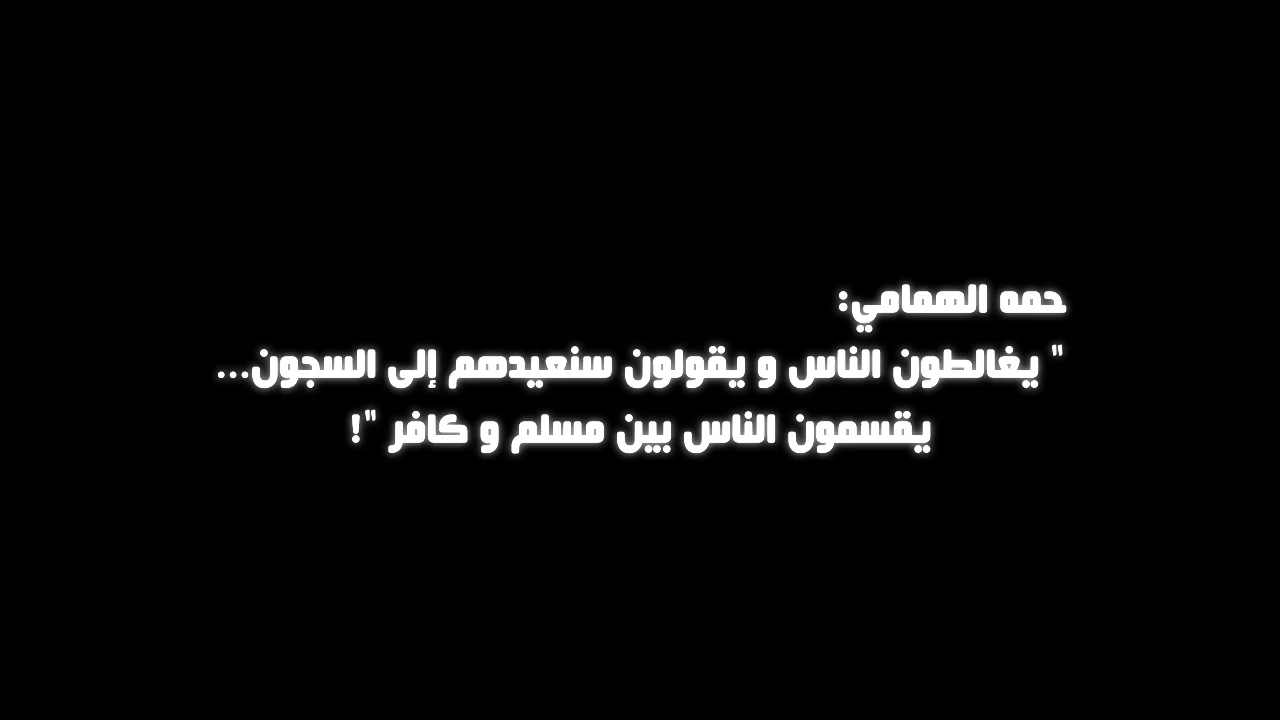 حمه الهمامي:
" يغالطون الناس و يقولون سنعيدهم إلى السجون...
يقسمون الناس بين مسلم و كافر "!